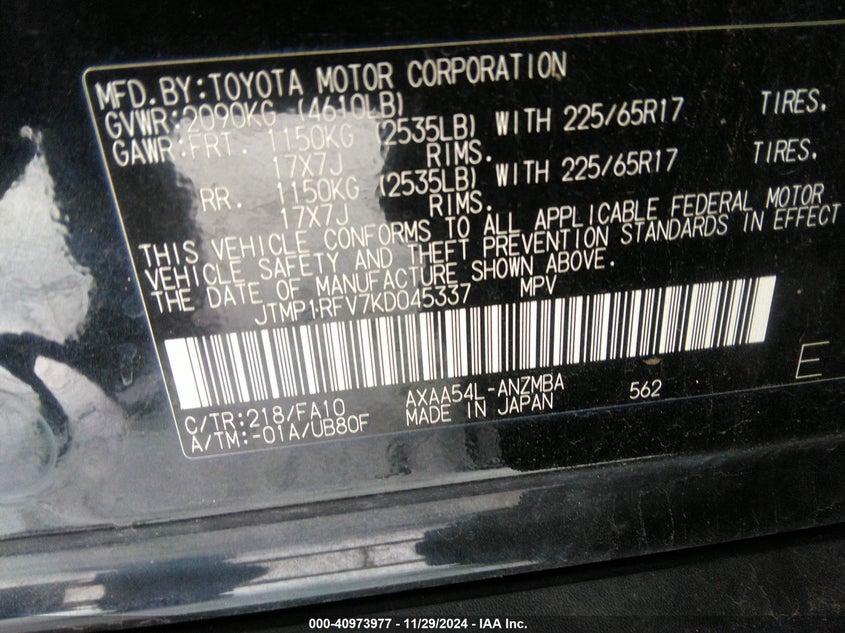 MFD.BY:TOYOTA MOTOR CORPORATION
GVWR:2090KG (4610LB)
GAWR:FRT. 1150KG (2535LB) WITH 225/65R17 TIRES.
17X7J RIMS.
RR. 1150KG (2535LB) WITH 225/65R17 TIRES.
17X7J RIMS.
THIS VEHICLE CONFORMS TO ALL APPLICABLE FEDERAL MOTOR
VEHICLE SAFETY AND THEFT PREVENTION STANDARDS IN EFFECT
THE DATE OF MANUFACTURE SHOWN ABOVE.
JTMP1RFV7KD045337 MPV
C/TR:218/FA10 AXAA54L-ANZMBA 562 E
A/TM:-01A/UB80F MADE IN JAPAN
000-40973977 - 11/29/2024 - IAA Inc.